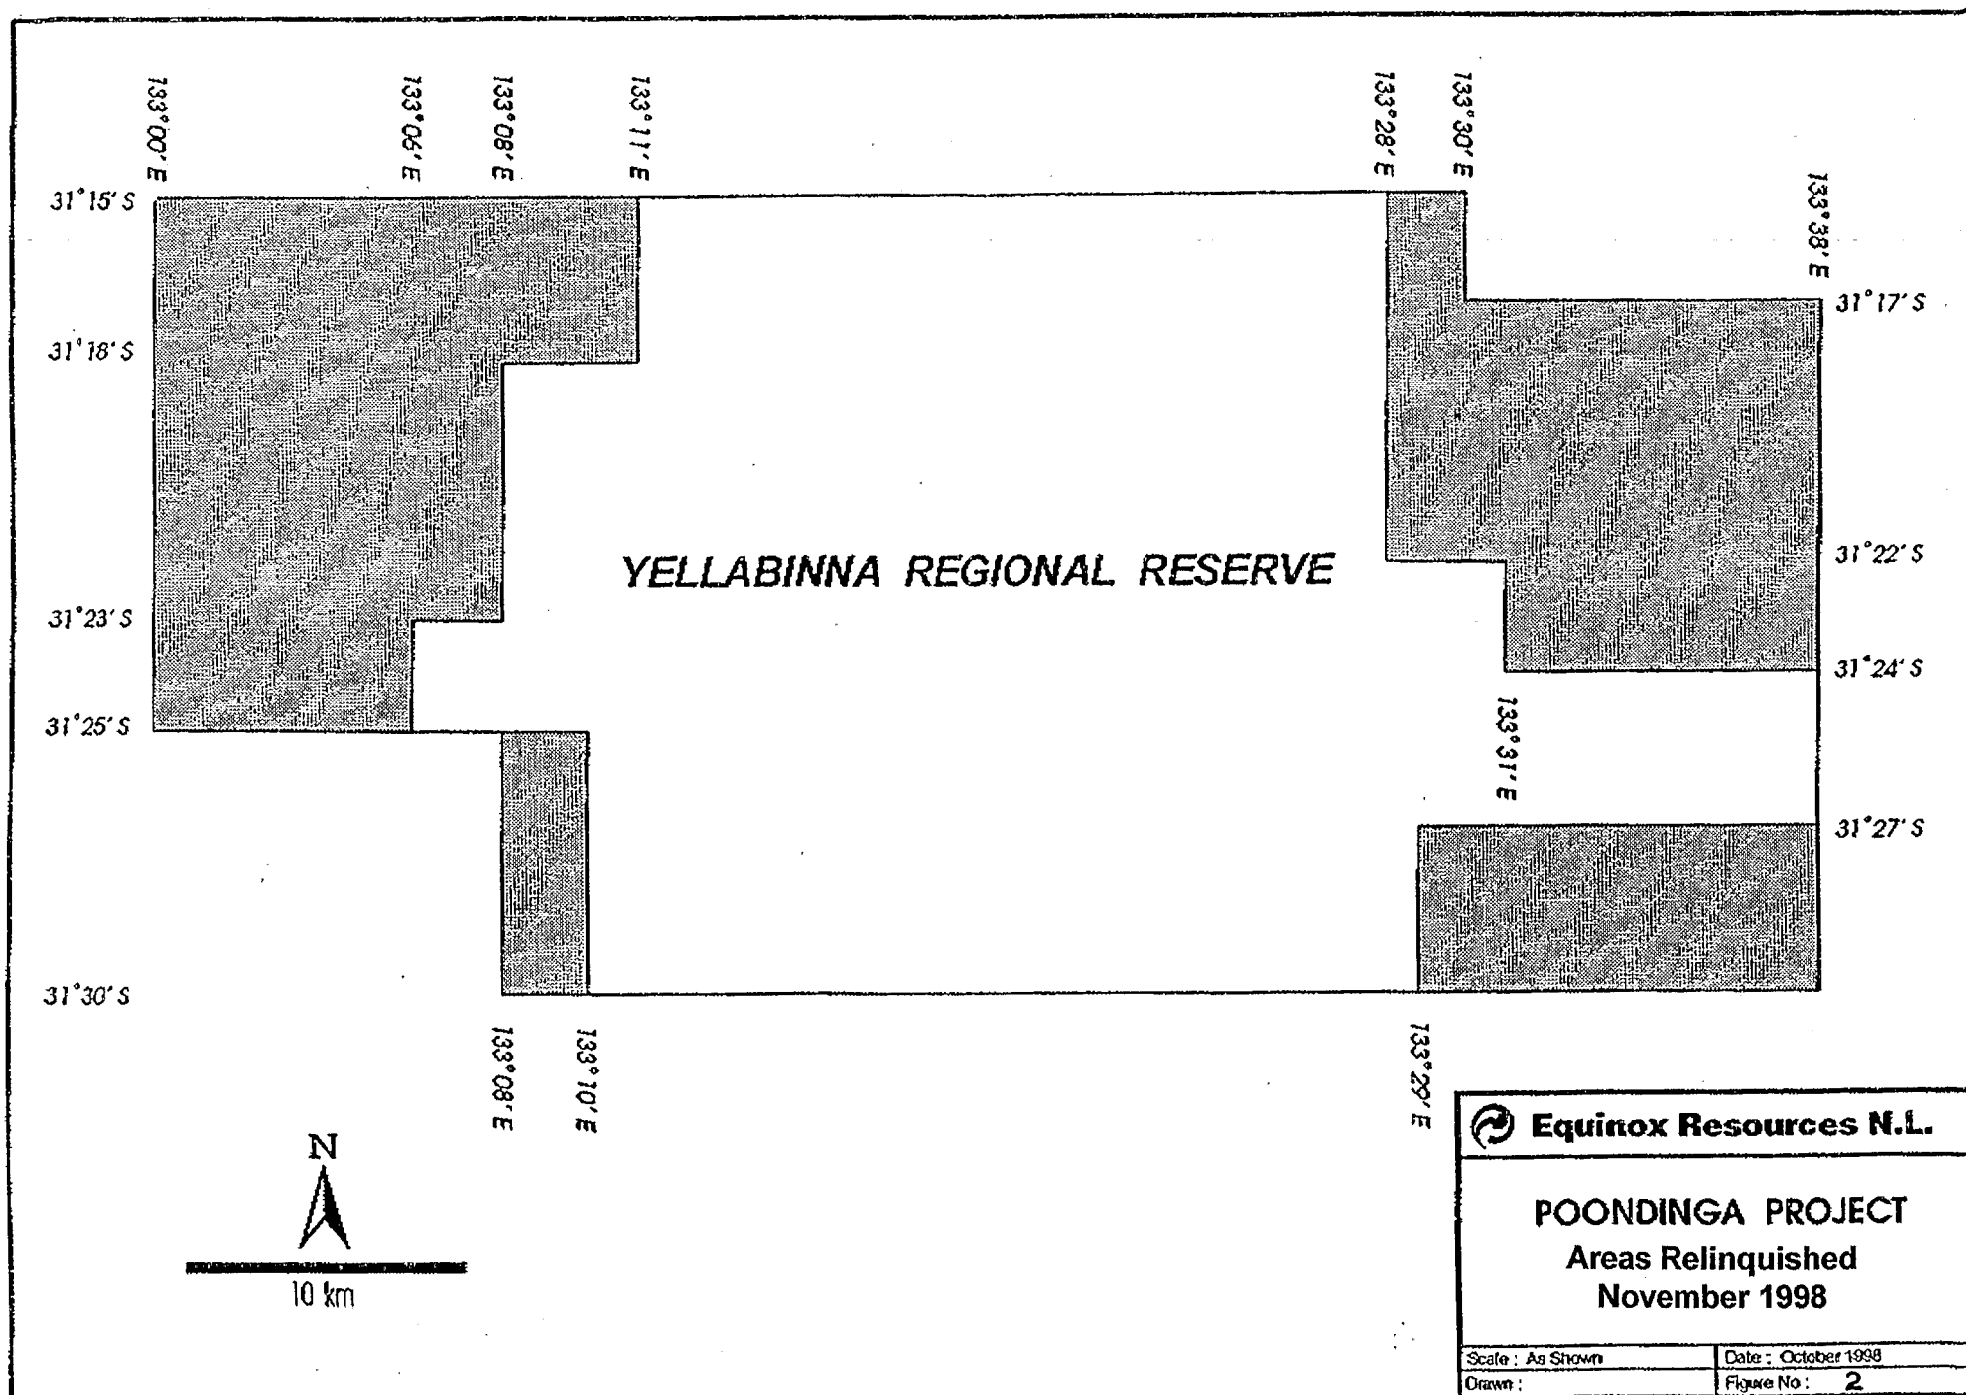 133°00' E
133°06' E
133°08' E
133°11' E
133°28' E
133°30' E
133°38' E
31°15' S
31°17' S
31°18' S
31°22' S
YELLABINNA REGIONAL RESERVE
31°23' S
31°24' S
31°25' S
133°31' E
31°27' S
31°30' S
133°08' E
133°10' E
133°29' E
N
10 km
Equinox Resources N.L.
POONDINGA PROJECT
Areas Relinquished
November 1998
Scale : As Shown
Date : October 1998
Drawn :
Figure No : 2